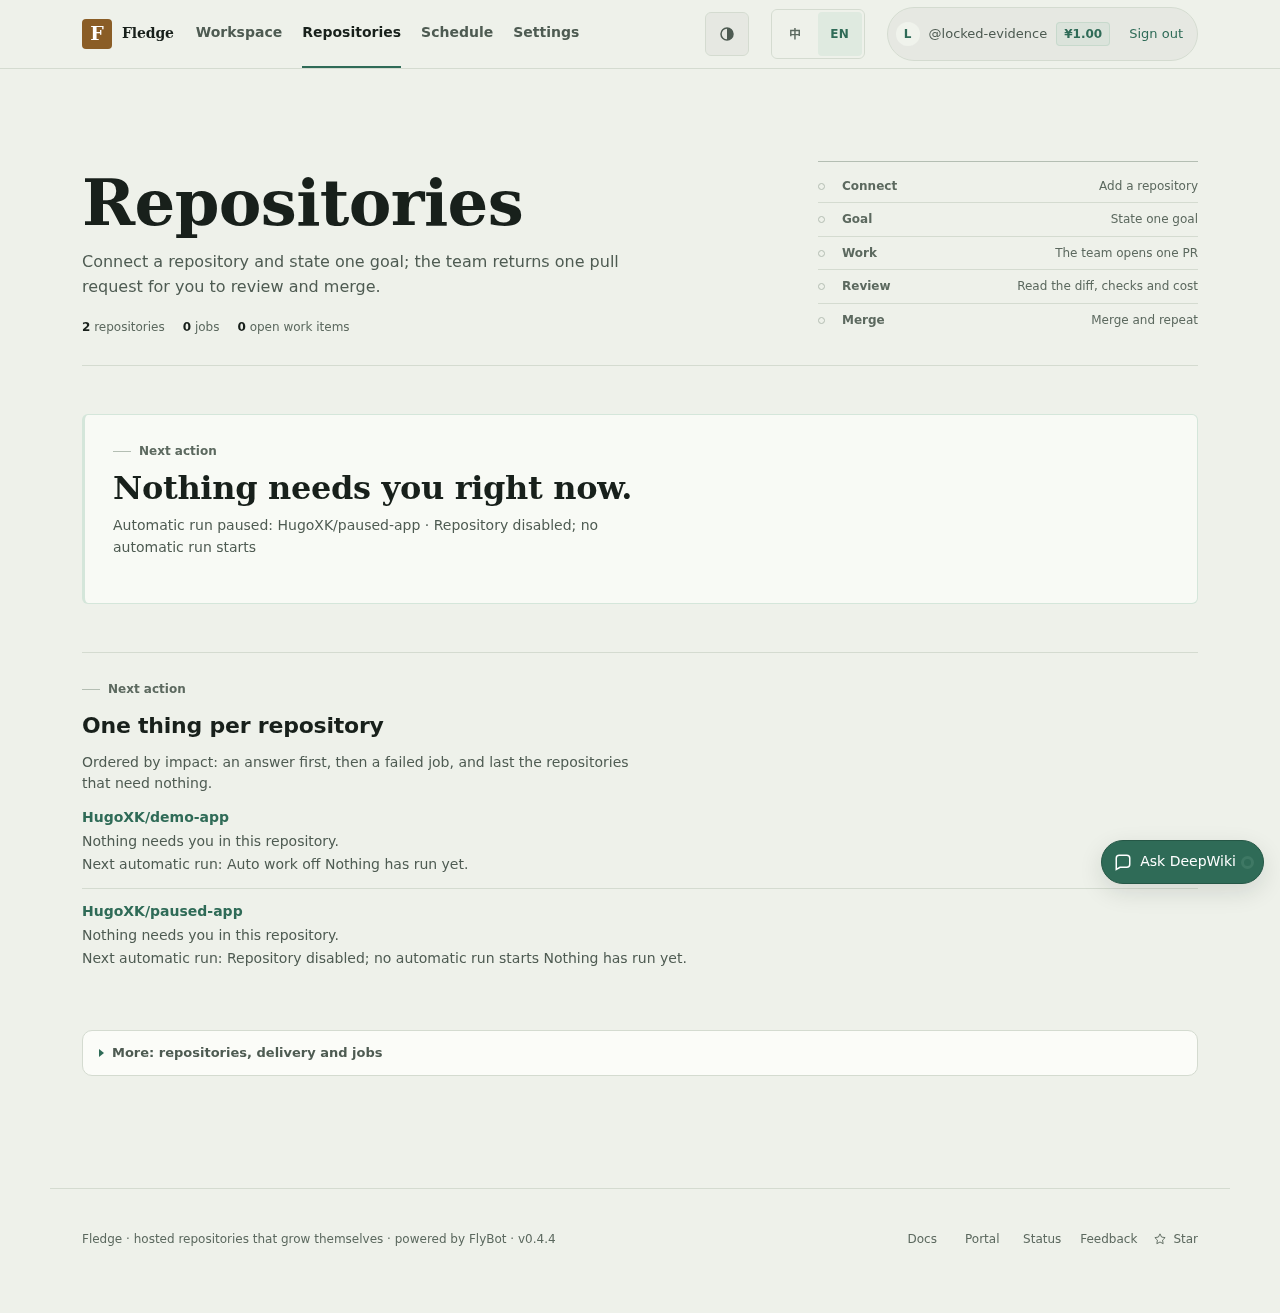 F Fledge Workspace Repositories Schedule Settings 中 EN L @locked-evidence ¥1.00 Sign out
Repositories
Connect a repository and state one goal; the team returns one pull
request for you to review and merge.
2 repositories 0 jobs 0 open work items
Connect Add a repository
Goal State one goal
Work The team opens one PR
Review Read the diff, checks and cost
Merge Merge and repeat
Next action
Nothing needs you right now.
Automatic run paused: HugoXK/paused-app · Repository disabled; no
automatic run starts
Next action
One thing per repository
Ordered by impact: an answer first, then a failed job, and last the repositories
that need nothing.
HugoXK/demo-app
Nothing needs you in this repository.
Next automatic run: Auto work off Nothing has run yet.
Ask DeepWiki
HugoXK/paused-app
Nothing needs you in this repository.
Next automatic run: Repository disabled; no automatic run starts Nothing has run yet.
More: repositories, delivery and jobs
Fledge · hosted repositories that grow themselves · powered by FlyBot · v0.4.4
Docs Portal Status Feedback Star